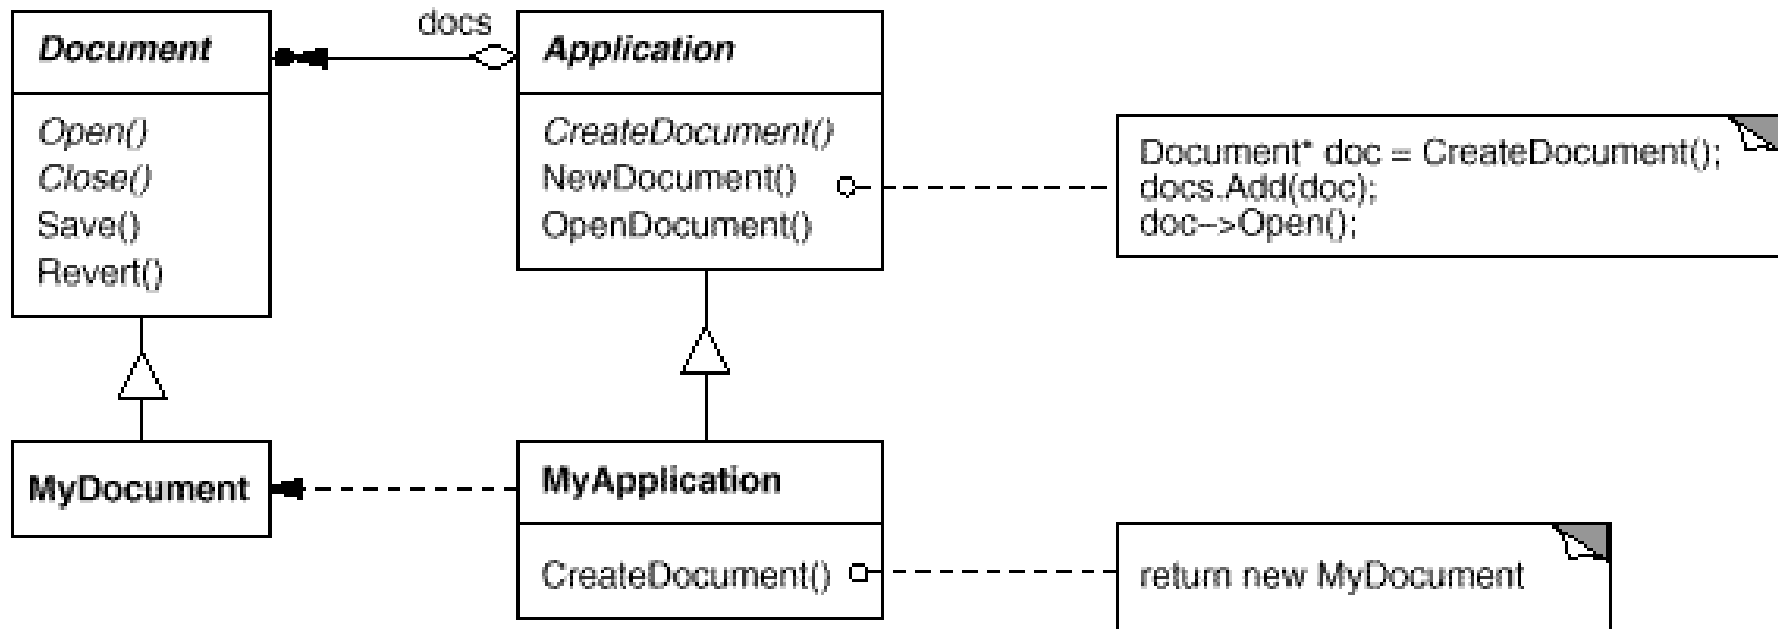 docs
Document
Open()
Close()
Save()
Revert()
Application
CreateDocument()
NewDocument()
OpenDocument()
Document* doc = CreateDocument();
docs.Add(doc);
doc–>Open();
MyDocument
MyApplication
CreateDocument()
return new MyDocument